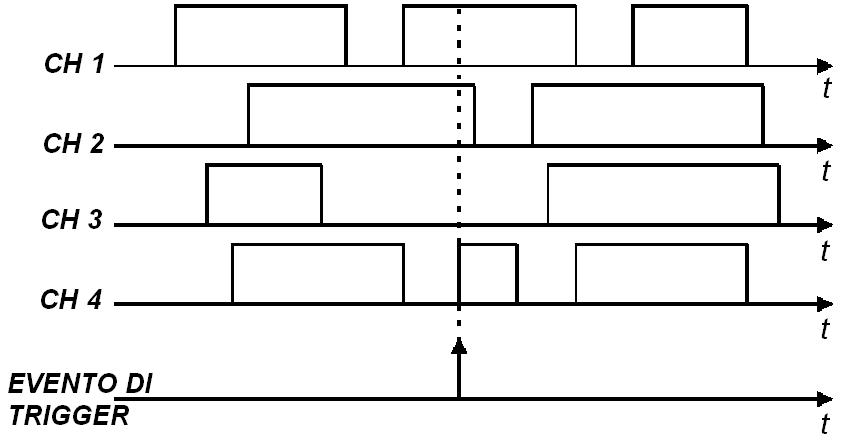 CH 1
t
CH 2
t
CH 3
t
CH 4
t
EVENTO DI
TRIGGER
t